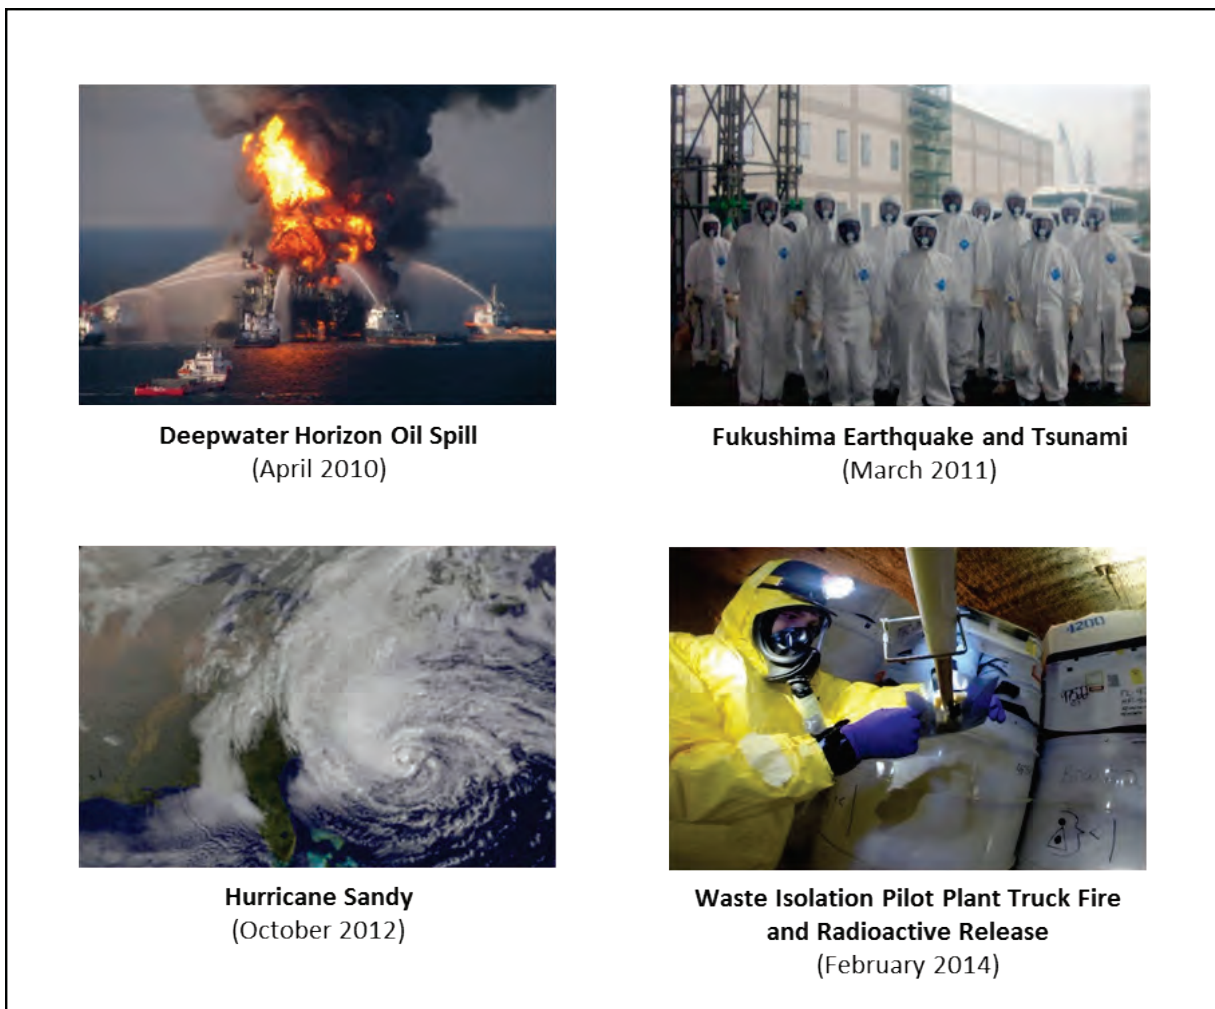 Deepwater Horizon Oil Spill
(April 2010)
Fukushima Earthquake and Tsunami
(March 2011)
Hurricane Sandy
(October 2012)
4200
Waste Isolation Pilot Plant Truck Fire
and Radioactive Release
(February 2014)